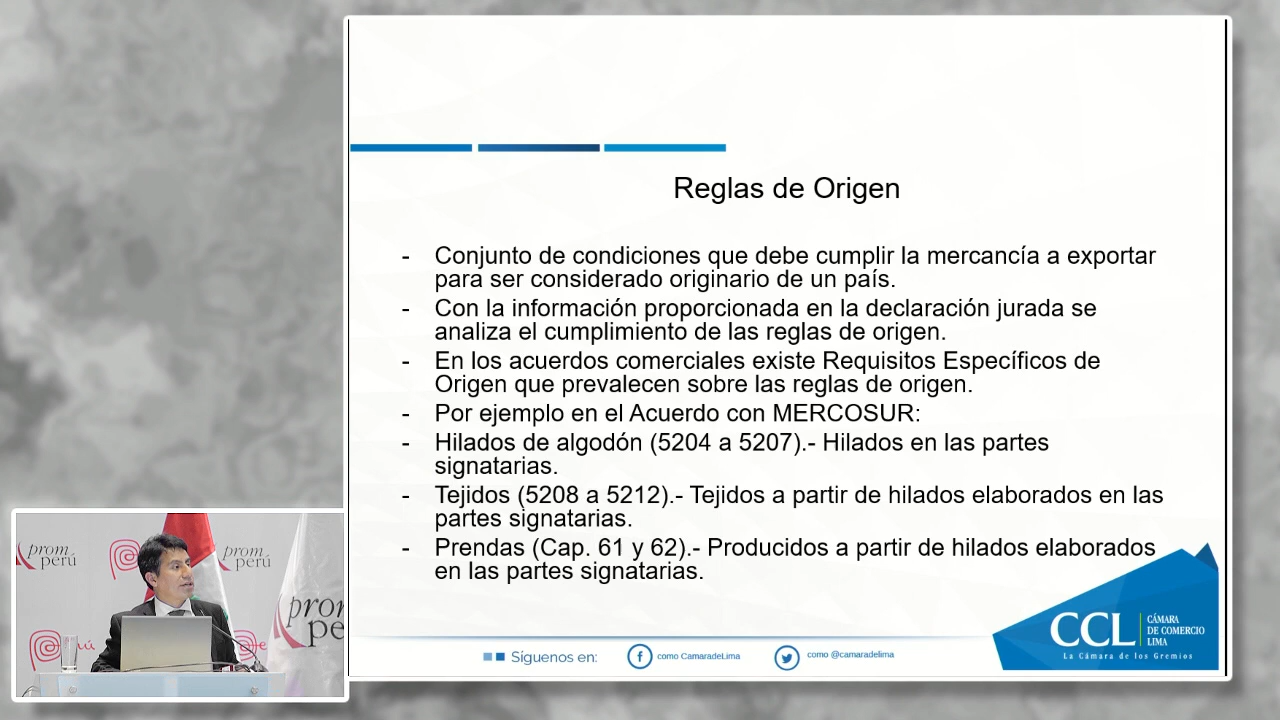 Reglas de Origen
- Conjunto de condiciones que debe cumplir la mercancía a exportar
para ser considerado originario de un país.
- Con la información proporcionada en la declaración jurada se
analiza el cumplimiento de las reglas de origen.
- En los acuerdos comerciales existe Requisitos Específicos de
Origen que prevalecen sobre las reglas de origen.
- Por ejemplo en el Acuerdo con MERCOSUR:
- Hilados de algodón (5204 a 5207).- Hilados en las partes
signatarias.
- Tejidos (5208 a 5212).- Tejidos a partir de hilados elaborados en las
partes signatarias.
- Prendas (Cap. 61 y 62).- Producidos a partir de hilados elaborados
en las partes signatarias.
CCL
CÁMARA
DE COMERCIO
LIMA
La Cámara de los Gremios
Síguenos en:
como CamaradeLima
como @camaradelima
prom
perú
prom
perú